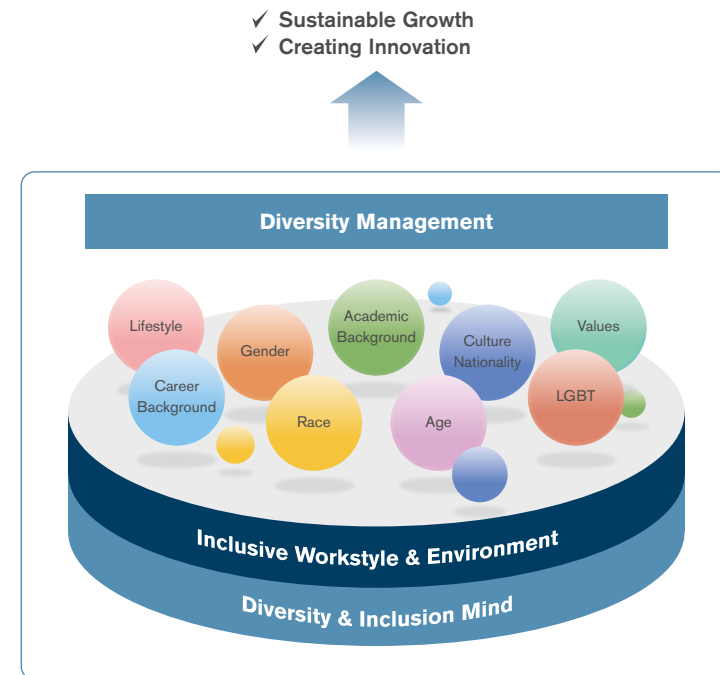 ✓ Sustainable Growth
✓ Creating Innovation
Diversity Management
Lifestyle
Gender
Academic
Background
Culture
Nationality
Values
Career
Background
Race
Age
LGBT
Inclusive Workstyle & Environment
Diversity & Inclusion Mind